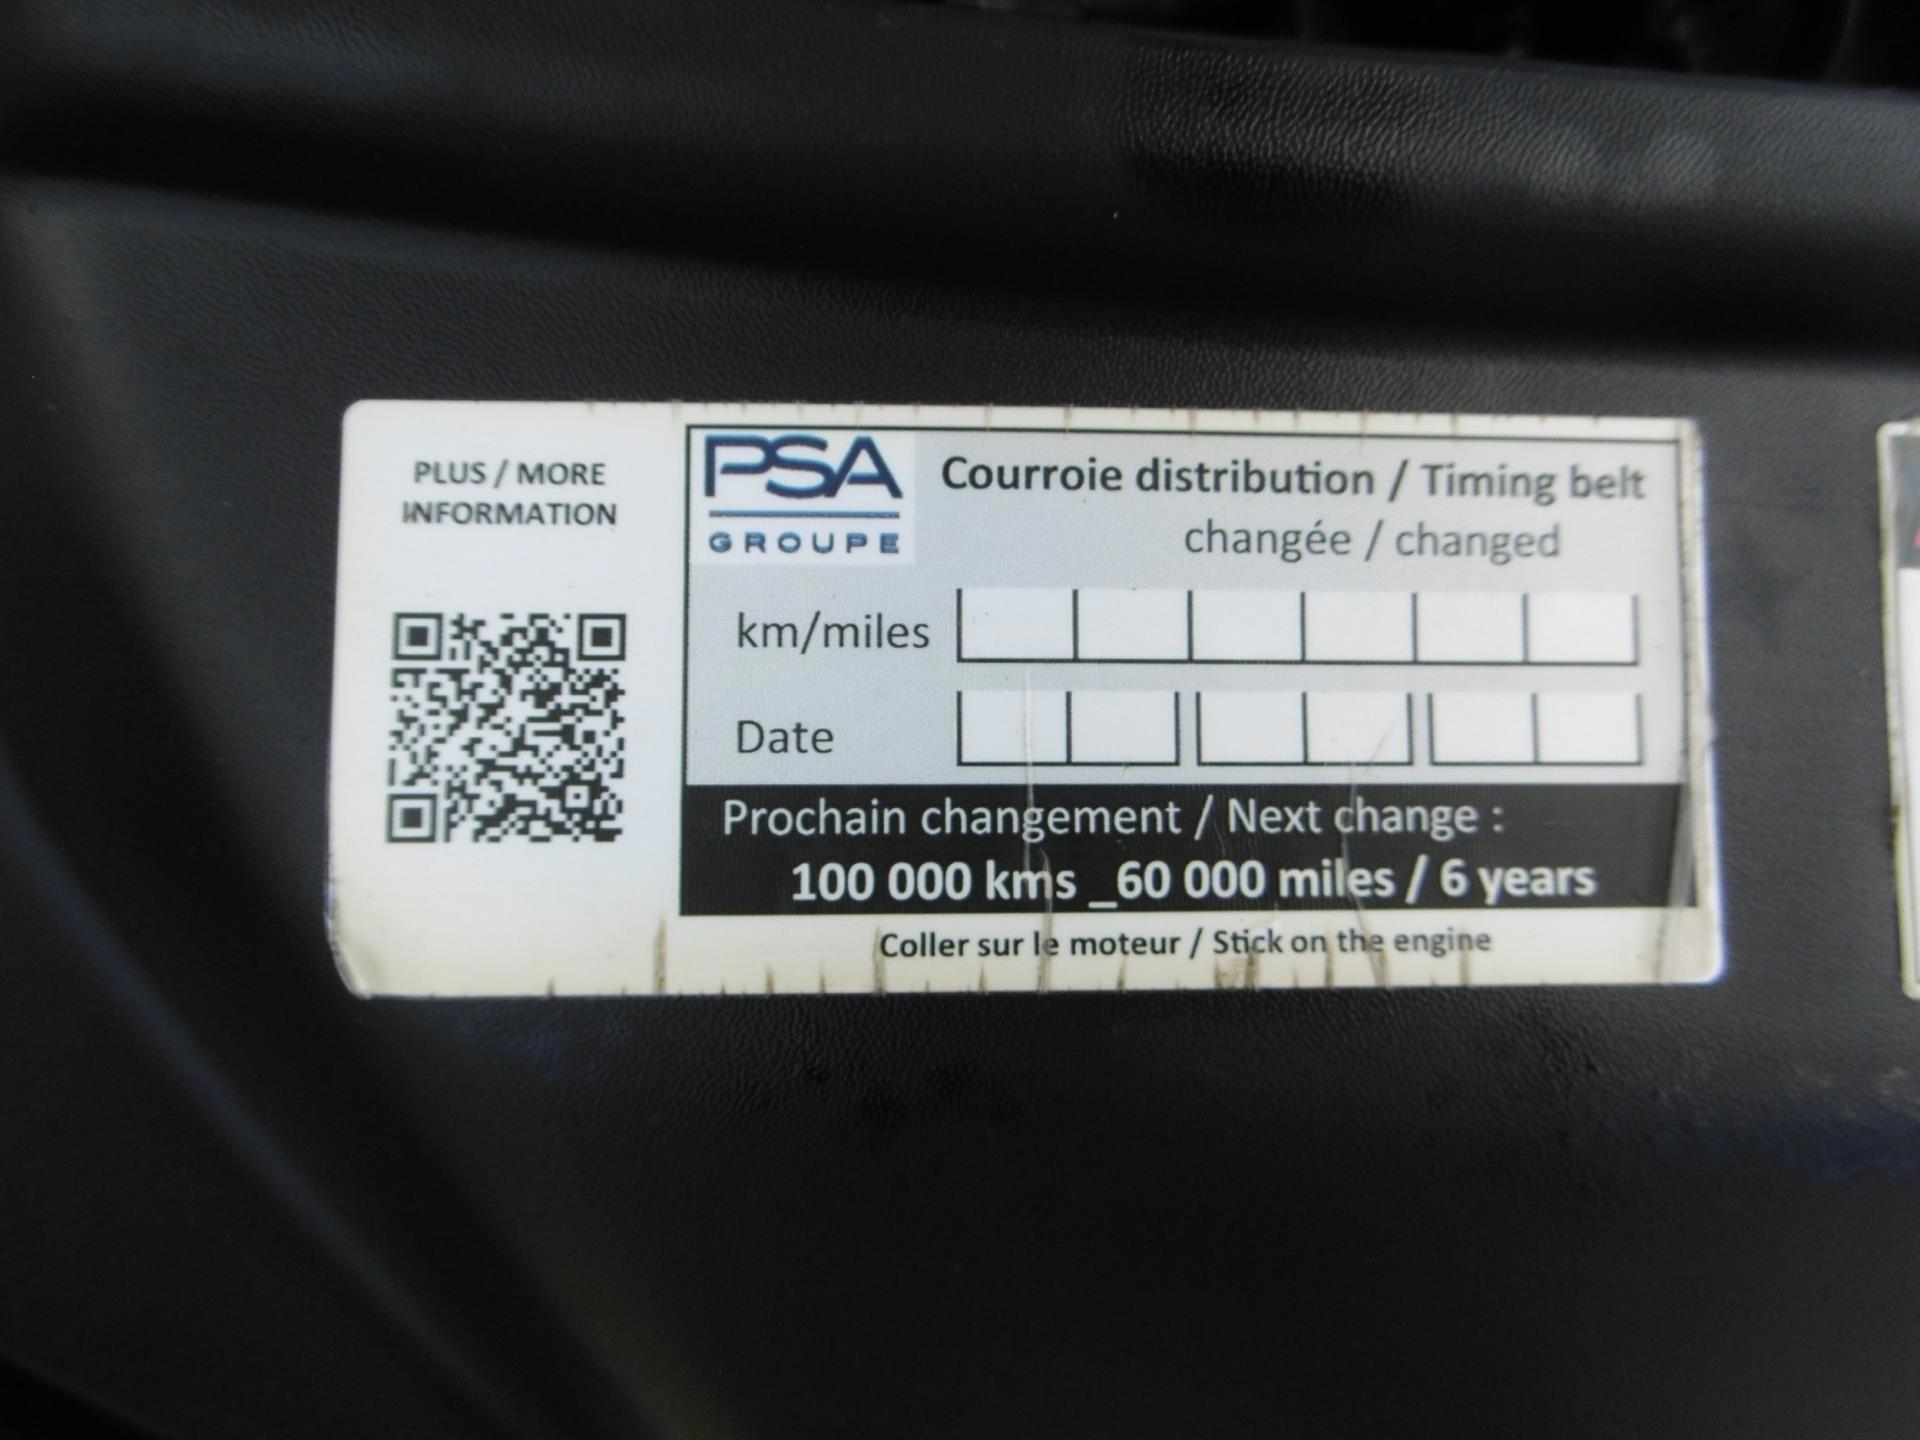 PLUS / MORE
INFORMATION
PSA
GROUPE
Courroie distribution / Timing belt
changée / changed
km/miles
Date
Prochain changement / Next change :
100 000 kms _60 000 miles / 6 years
Coller sur le moteur / Stick on the engine